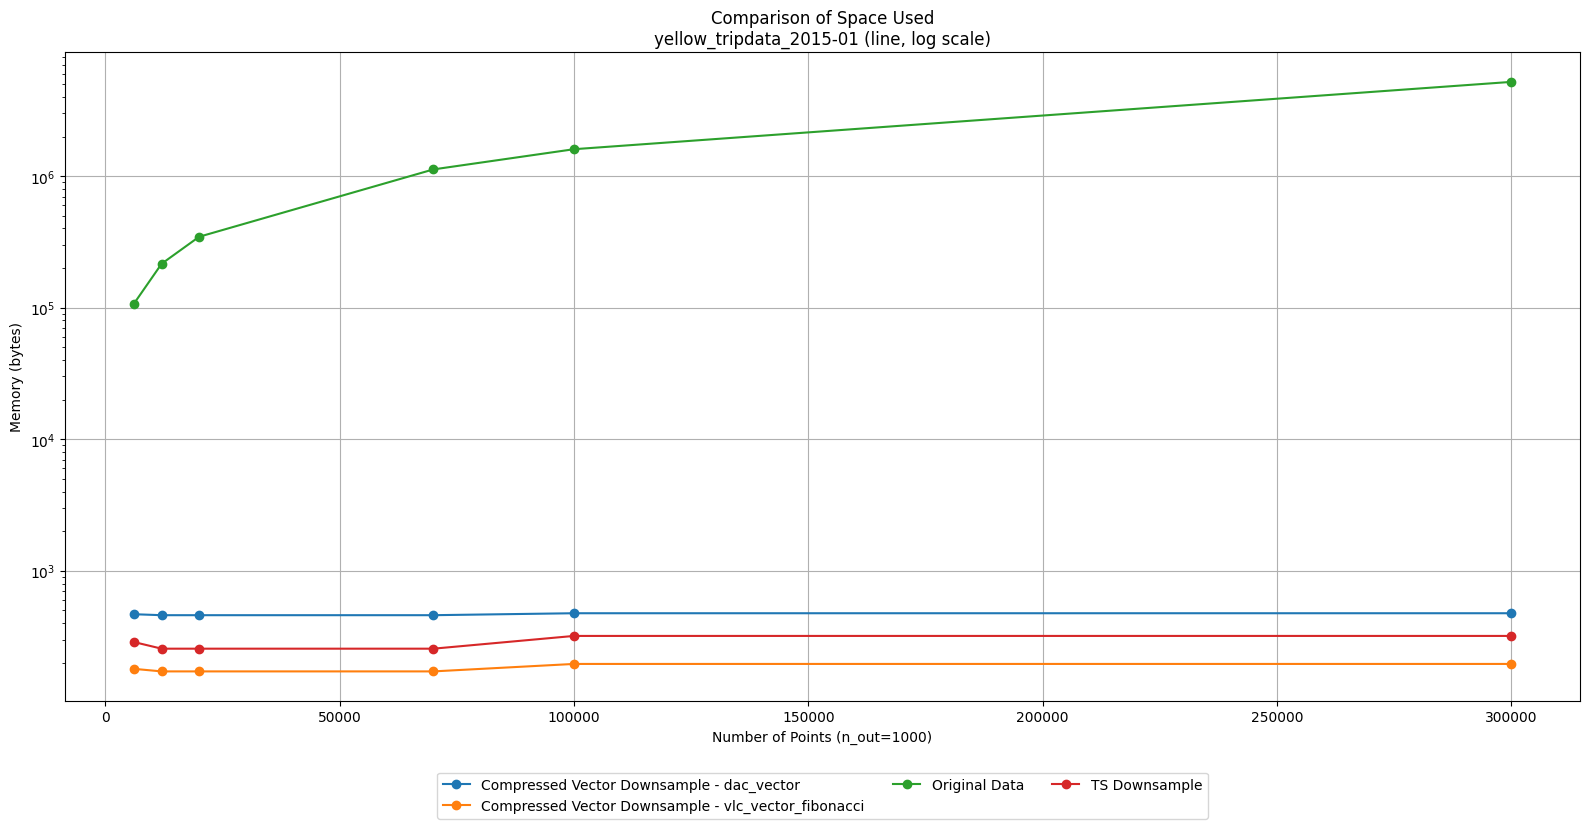 Comparison of Space Used
yellow_tripdata_2015-01 (line, log scale)
Memory (bytes)
10^6
10^5
10^4
10^3
0 50000 100000 150000 200000 250000 300000
Number of Points (n_out=1000)
Compressed Vector Downsample - dac_vector
Compressed Vector Downsample - vlc_vector_fibonacci
Original Data
TS Downsample